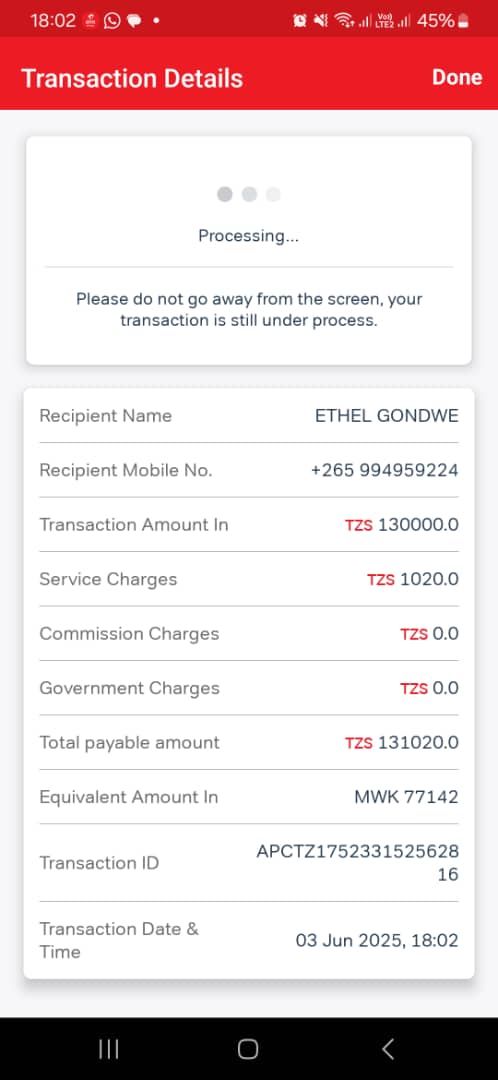 18:02
Vo))
LTE2
45%
Transaction Details
Done
Processing...
Please do not go away from the screen, your
transaction is still under process.
Recipient Name ETHEL GONDWE
Recipient Mobile No. +265 994959224
Transaction Amount In TZS 130000.0
Service Charges TZS 1020.0
Commission Charges TZS 0.0
Government Charges TZS 0.0
Total payable amount TZS 131020.0
Equivalent Amount In MWK 77142
Transaction ID APCTZ1752331525628
16
Transaction Date &
Time 03 Jun 2025, 18:02